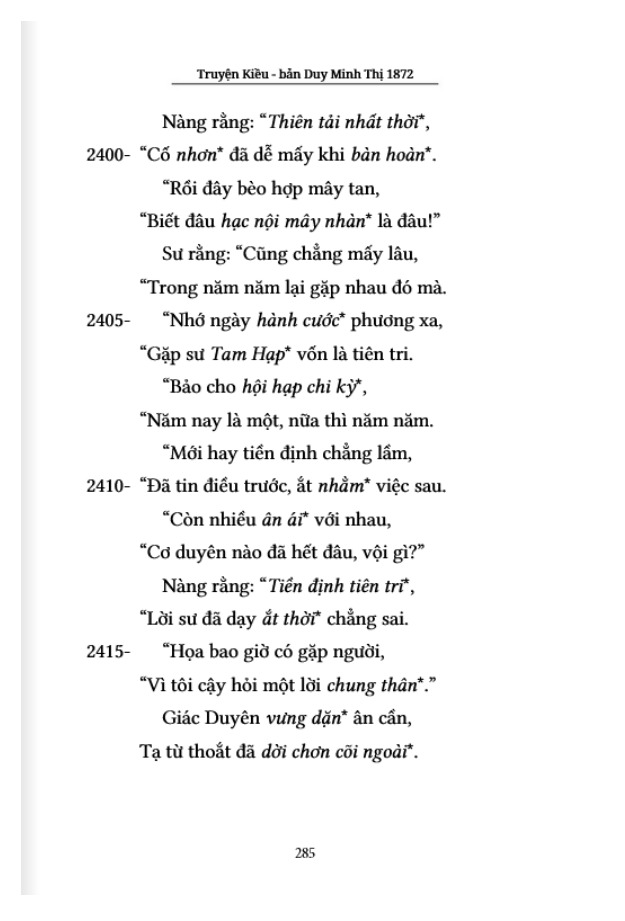 Truyện Kiều - bản Duy Minh Thị 1872
Nàng rằng: “Thiên tải nhất thời*,
2400- “Cố nhơn* đã dễ mấy khi bàn hoàn*.
“Rồi đây bèo hợp mây tan,
“Biết đâu hạc nội mây nhàn* là đâu!”
Sư rằng: “Cũng chẳng mấy lâu,
“Trong năm năm lại gặp nhau đó mà.
2405- “Nhớ ngày hành cước* phương xa,
“Gặp sư Tam Hạp* vốn là tiên tri.
“Bảo cho hội hạp chi kỳ*,
“Năm nay là một, nữa thì năm năm.
“Mới hay tiền định chẳng lầm,
2410- “Đã tin điều trước, ắt nhằm* việc sau.
“Còn nhiều ân ái* với nhau,
“Cơ duyên nào đã hết đâu, vội gì?”
Nàng rằng: “Tiền định tiên tri*,
“Lời sư đã dạy ắt thời* chẳng sai.
2415- “Họa bao giờ có gặp người,
“Vì tôi cậy hỏi một lời chung thân*.”
Giác Duyên vưng dặn* ân cần,
Tạ từ thoắt đã dời chơn cõi ngoài*.
285